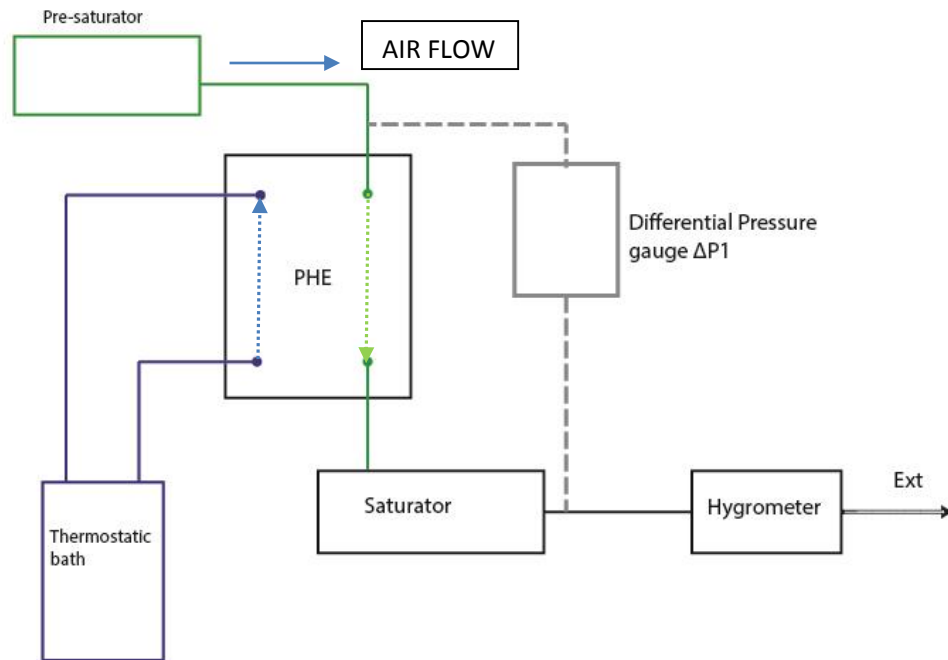 Pre-saturator
AIR FLOW
PHE
Differential Pressure
gauge ΔP1
Saturator
Hygrometer
Ext
Thermostatic
bath